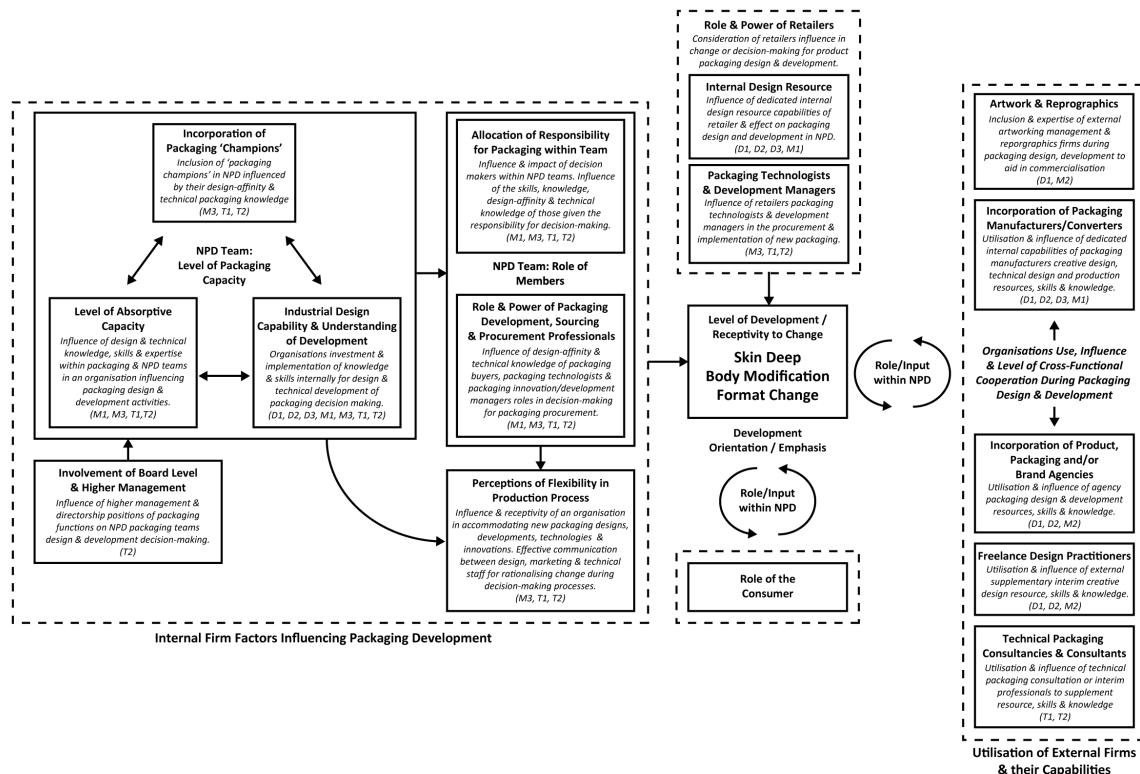 Role & Power of Retailers
Consideration of retailers influence in
change or decision-making for product
packaging design & development.
Internal Design Resource
Influence of dedicated internal
design resource capabilities of
retailer & effect on packaging
design and development in NPD.
(D1, D2, D3, M1)
Packaging Technologists
& Development Managers
Influence of retailers packaging
technologists & development
managers in the procurement &
implementation of new packaging.
(M3, T1,T2)
Incorporation of
Packaging ‘Champions’
Inclusion of ‘packaging
champions’ in NPD influenced
by their design-affinity &
technical packaging knowledge
(M3, T1, T2)
NPD Team:
Level of Packaging
Capacity
Level of Absorptive
Capacity
Influence of design & technical
knowledge, skills & expertise
within packaging & NPD teams
in an organisation influencing
packaging design &
development activities.
(M1, M3, T1,T2)
Industrial Design
Capability & Understanding
of Development
Organisations investment &
implementation of knowledge
& skills internally for design &
technical development of
packaging decision making.
(D1, D2, D3, M1, M3, T1, T2)
Involvement of Board Level
& Higher Management
Influence of higher management &
directorship positions of packaging
functions on NPD packaging teams
design & development decision-making.
(T2)
Allocation of Responsibility
for Packaging within Team
Influence & impact of decision
makers within NPD teams. Influence of
the skills, knowledge,
design-affinity & technical
knowledge of those given the
responsibility for decision-making.
(M1, M3, T1, T2)
NPD Team: Role of
Members
Role & Power of Packaging
Development, Sourcing
& Procurement Professionals
Influence of design-affinity &
technical knowledge of packaging
buyers, packaging technologists &
packaging innovation/development
managers roles in decision-making
for packaging procurement.
(M1, M3, T1, T2)
Perceptions of Flexibility in
Production Process
Influence & receptivity of an organisation
in accommodating new packaging designs,
developments, technologies &
innovations. Effective communication
between design, marketing & technical
staff for rationalising change during
decision-making processes.
(M3, T1, T2)
Internal Firm Factors Influencing Packaging Development
Level of Development /
Receptivity to Change
Skin Deep
Body Modification
Format Change
Development
Orientation / Emphasis
Role/Input
within NPD
Role of the
Consumer
Role/Input
within NPD
Artwork & Reprographics
Inclusion & expertise of external
artworking management &
reporgraphics firms during
packaging design, development to
aid in commercialisation
(D1, M2)
Incorporation of Packaging
Manufacturers/Converters
Utilisation & influence of dedicated
internal capabilities of packaging
manufacturers creative design,
technical design and production
resources, skills & knowledge.
(D1, D2, D3, M1)
Organisations Use, Influence
& Level of Cross-Functional
Cooperation During Packaging
Design & Development
Incorporation of Product,
Packaging and/or
Brand Agencies
Utilisation & influence of agency
packaging design & development
resources, skills & knowledge.
(D1, D2, M2)
Freelance Design Practitioners
Utilisation & influence of external
supplementary interim creative
design resource, skills & knowledge.
(D1, D2, M2)
Technical Packaging
Consultancies & Consultants
Utilisation & influence of technical
packaging consultation or interim
professionals to supplement
resource, skills & knowledge
(T1, T2)
Utilisation of External Firms
& their Capabilities